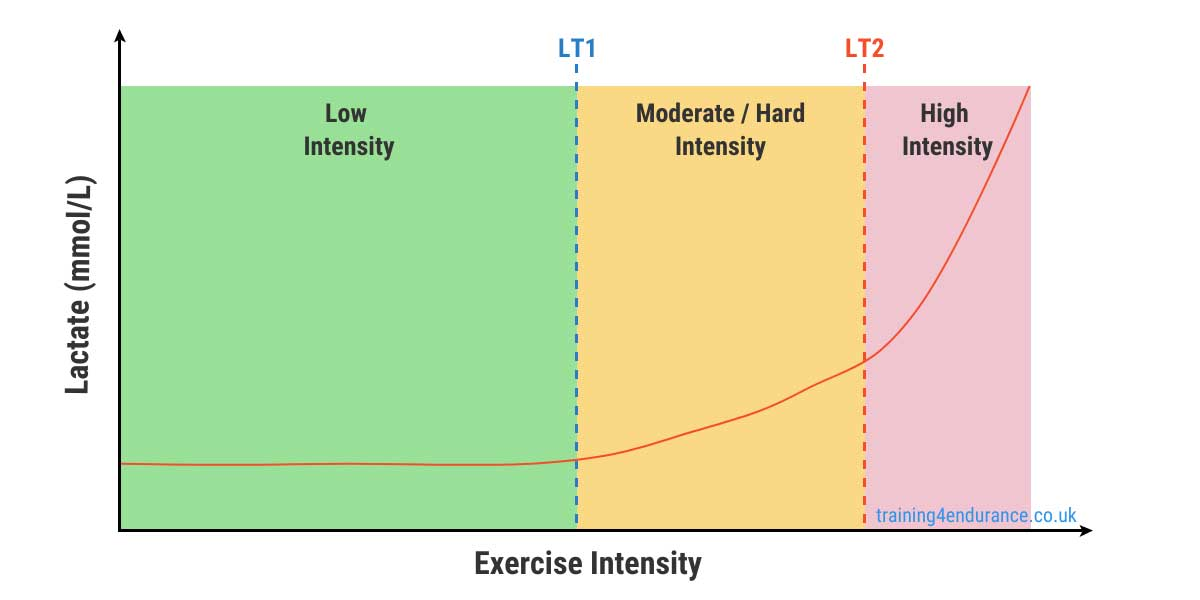 LT1
LT2
Low
Intensity
Moderate / Hard
Intensity
High
Intensity
Lactate (mmol/L)
training4endurance.co.uk
Exercise Intensity